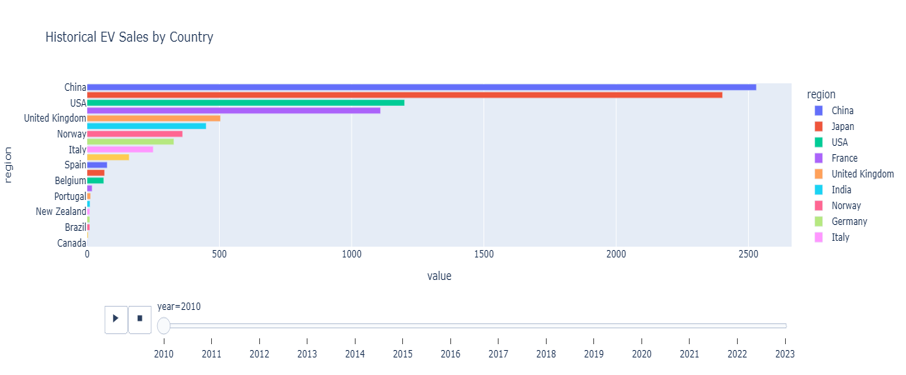 Historical EV Sales by Country
region
China
USA
United Kingdom
Norway
Italy
Spain
Belgium
Portugal
New Zealand
Brazil
Canada
0 500 1000 1500 2000 2500
value
region
China
Japan
USA
France
United Kingdom
India
Norway
Germany
Italy
year=2010
2010 2011 2012 2013 2014 2015 2016 2017 2018 2019 2020 2021 2022 2023